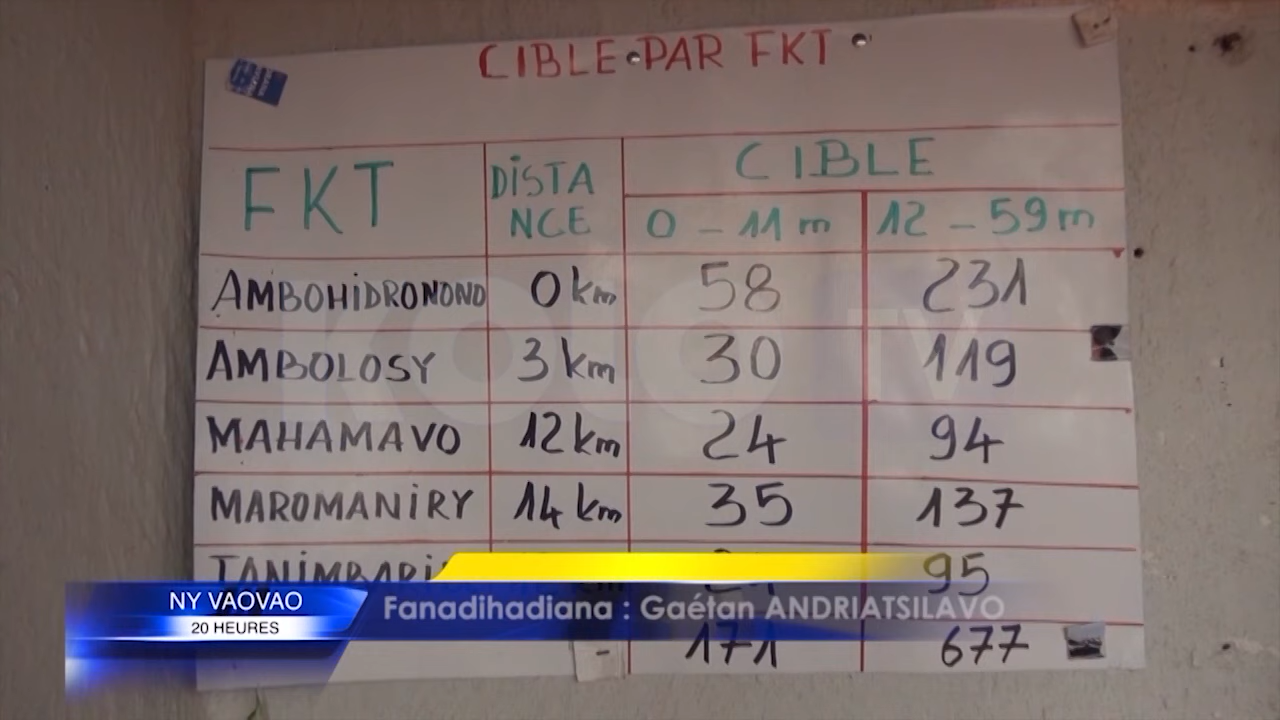 CIBLE PAR FKT
FKT DISTA NCE CIBLE
0 - 11 m 12 - 59 m
AMBOHIDRONONO 0 km 58 231
AMBOLOSY 3 km 30 119
MAHAMAVO 12 km 24 94
MAROMANIRY 14 km 35 137
95
- 171 677
KOLO TV
NY VAOVAO
20 HEURES
Fanadihadiana : Gaétan ANDRIATSILAVO